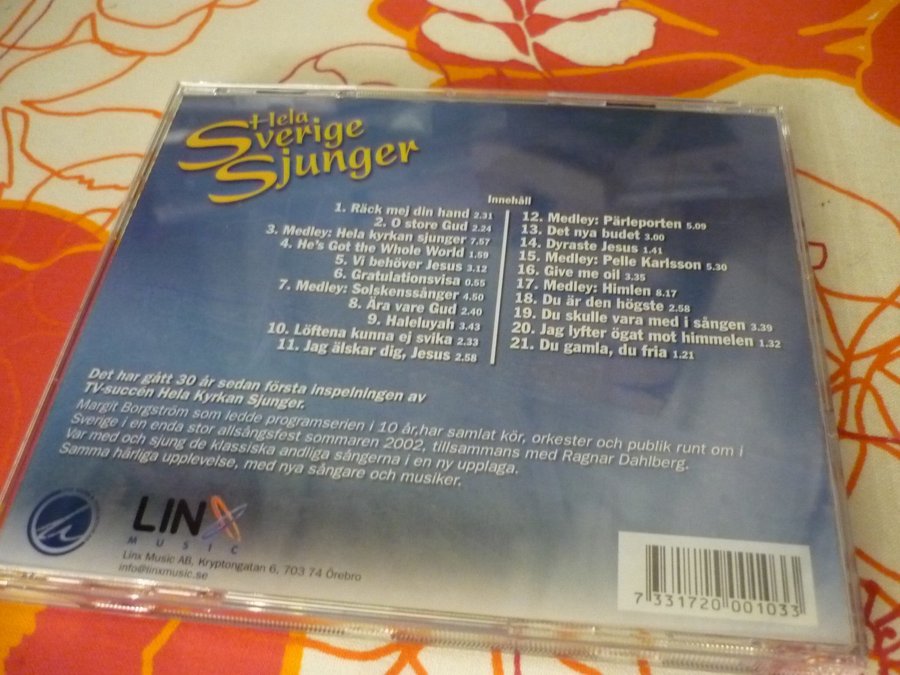 Hela
Sverige
Sjunger
Innehåll
1. Räck mej din hand 2.31
2. O store Gud 2.24
3. Medley: Hela kyrkan sjunger 7.57
4. He's Got the Whole World 1.59
5. Vi behöver Jesus 3.12
6. Gratulationsvisa 0.55
7. Medley: Solskenssånger 4.50
8. Ära vare Gud 2.40
9. Haleluyah 3.43
10. Löftena kunna ej svika 2.33
11. Jag älskar dig, Jesus 2.58
12. Medley: Pärleporten 5.09
13. Det nya budet 3.00
14. Dyraste Jesus 1.41
15. Medley: Pelle Karlsson 5.30
16. Give me oil 3.35
17. Medley: Himlen 8.17
18. Du är den högste 2.58
19. Du skulle vara med i sången 3.39
20. Jag lyfter ögat mot himmelen 1.32
21. Du gamla, du fria 1.21
Det har gått 30 år sedan första inspelningen av
TV-succén Hela Kyrkan Sjunger.
Margit Borgström som ledde programserien i 10 år,har samlat kör, orkester och publik runt om i
Sverige i en enda stor allsångsfest sommaren 2002, tillsammans med Ragnar Dahlberg.
Var med och sjung de klassiska andliga sångerna i en ny upplaga.
Samma härliga upplevelse, med nya sångare och musiker.
LINX
MUSIC
Linx Music AB, Kryptongatan 6, 703 74 Örebro
info@linxmusic.se
7 331720 001033